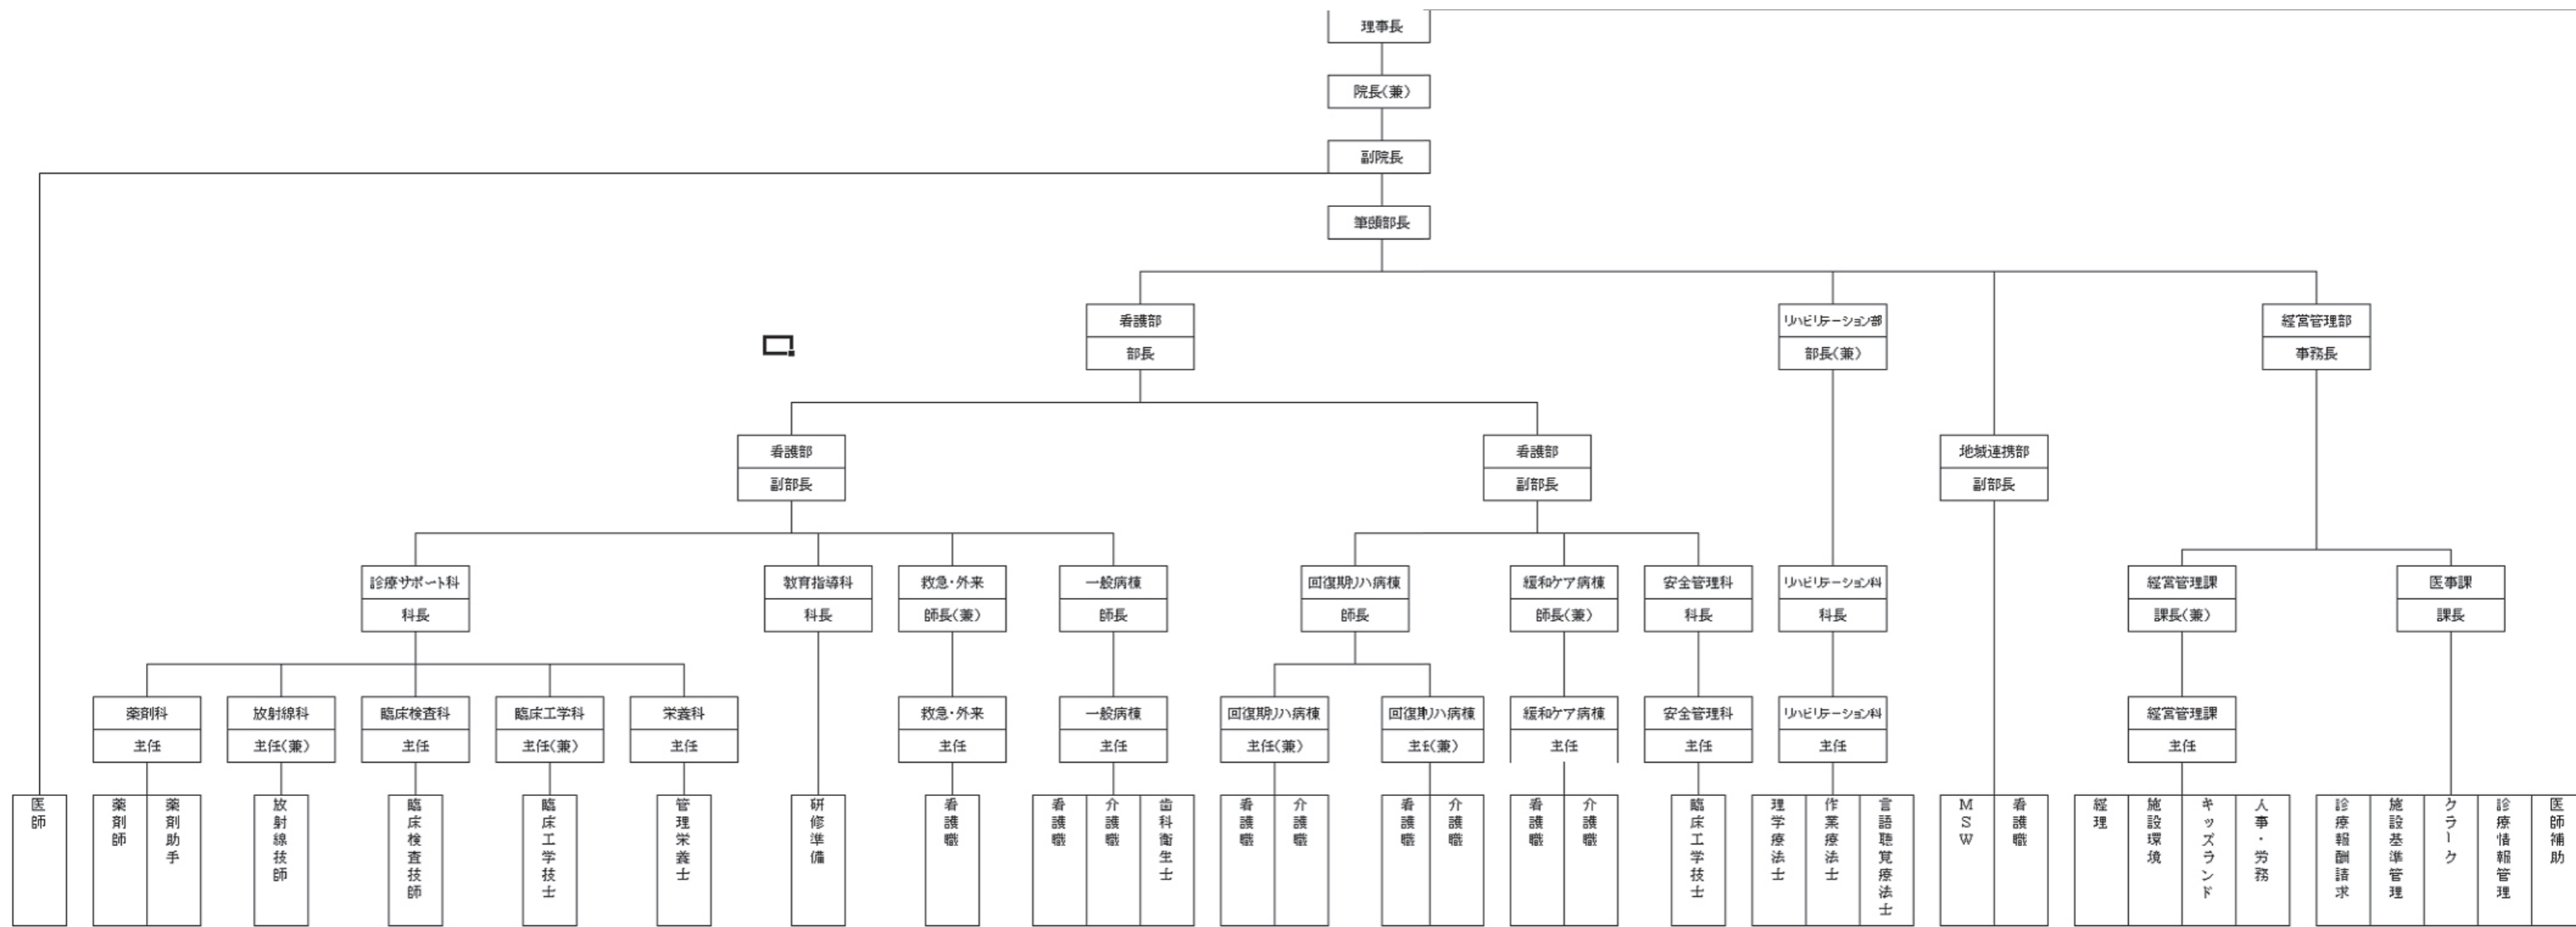 理事長
院長(兼)
副院長
筆頭部長
看護部
部長
リハビリテーション部
部長(兼)
経営管理部
事務長
看護部
副部長
看護部
副部長
地域連携部
副部長
診療サポート科
科長
教育指導科
科長
救急・外来
師長(兼)
一般病棟
師長
回復期リハ病棟
師長
緩和ケア病棟
師長(兼)
安全管理科
科長
リハビリテーション科
科長
経営管理課
課長(兼)
医事課
課長
薬剤科
主任
放射線科
主任(兼)
臨床検査科
主任
臨床工学科
主任(兼)
栄養科
主任
救急・外来
主任
一般病棟
主任
回復期リハ病棟
主任(兼)
回復期リハ病棟
主任(兼)
緩和ケア病棟
主任
安全管理科
主任
リハビリテーション科
主任
経営管理課
主任
医師
薬剤師
薬剤助手
放射線技師
臨床検査技師
臨床工学技士
管理栄養士
研修準備
看護職
看護職
介護職
歯科衛生士
看護職
介護職
看護職
介護職
看護職
介護職
臨床工学技士
理学療法士
作業療法士
言語聴覚療法士
MSW
看護職
経理
施設環境
キッズランド
人事・労務
診療報酬請求
施設基準管理
クラーク
診療情報管理
医師補助